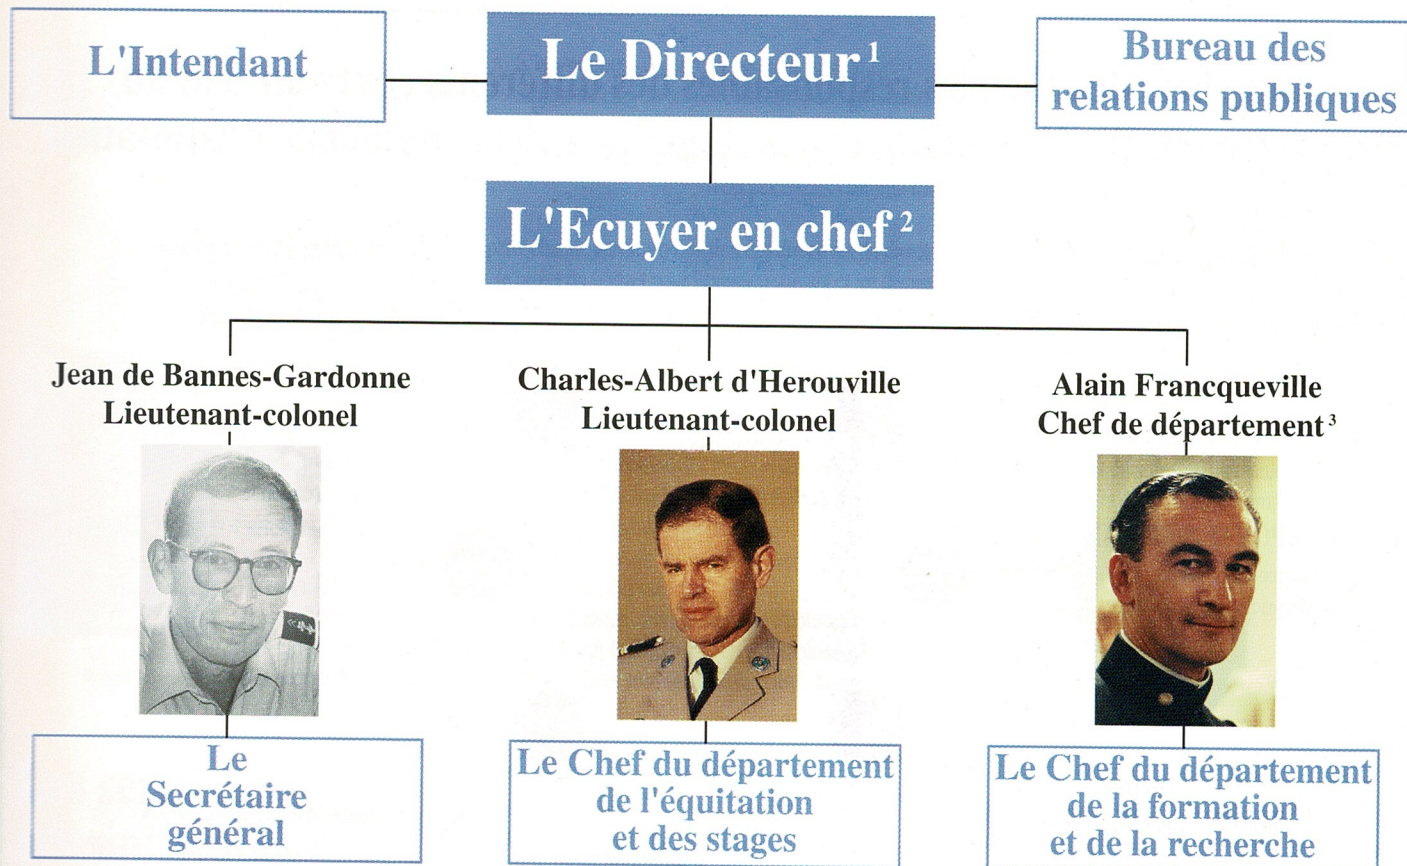 L'Intendant
Le Directeur ¹
Bureau des
relations publiques
L'Ecuyer en chef ²
Jean de Bannes-Gardonne
Lieutenant-colonel
Charles-Albert d'Herouville
Lieutenant-colonel
Alain Francqueville
Chef de département ³
Le
Secrétaire
général
Le Chef du département
de l'équitation
et des stages
Le Chef du département
de la formation
et de la recherche